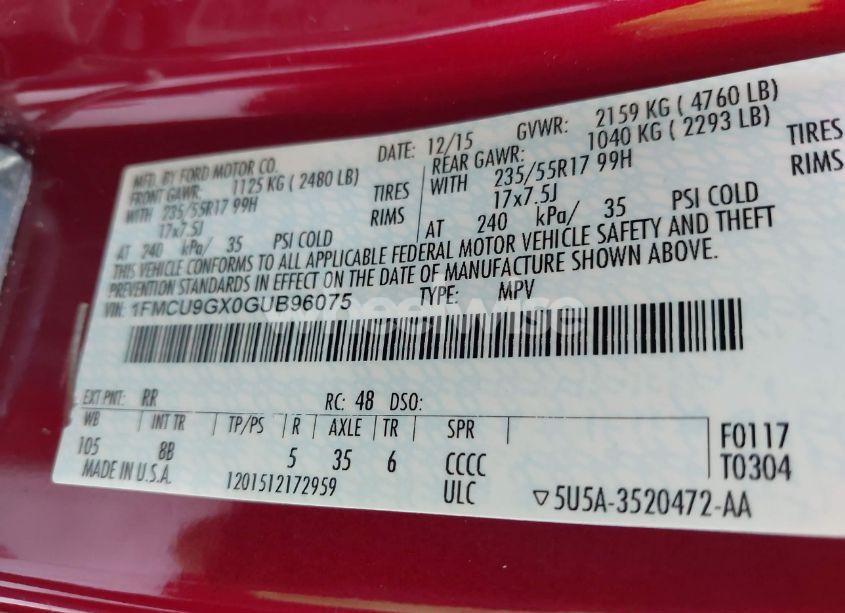 MFD. BY FORD MOTOR CO. DATE: 12/15 GVWR: 2159 KG ( 4760 LB)
FRONT GAWR: 1125 KG ( 2480 LB) REAR GAWR: 1040 KG ( 2293 LB)
WITH 235/55R17 99H TIRES WITH 235/55R17 99H TIRES
17x7.5J RIMS 17x7.5J RIMS
AT 240 kPa/ 35 PSI COLD AT 240 kPa/ 35 PSI COLD
THIS VEHICLE CONFORMS TO ALL APPLICABLE FEDERAL MOTOR VEHICLE SAFETY AND THEFT
PREVENTION STANDARDS IN EFFECT ON THE DATE OF MANUFACTURE SHOWN ABOVE.
VIN: 1FMCU9GX0GUB96075 TYPE: MPV
wheelwise
EXT PNT: RR RC: 48 DSO:
WB INT TR TP/PS R AXLE TR SPR F0117
105 8B 5 35 6 CCCC T0304
MADE IN U.S.A. 1201512172959 ULC ▽5U5A-3520472-AA